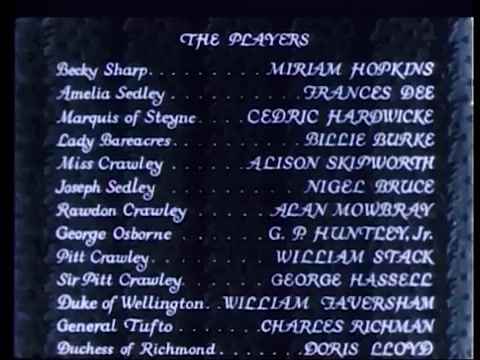 THE PLAYERS
Becky Sharp. . . . . . . . . . MIRIAM HOPKINS
Amelia Sedley . . . . . . . . . . FRANCES DEE
Marquis of Steyne. . . . . CEDRIC HARDWICKE
Lady Bareacres. . . . . . . . . . BILLIE BURKE
Miss Crawley . . . . . . . ALISON SKIPWORTH
Joseph Sedley . . . . . . . . . . NIGEL BRUCE
Rawdon Crawley . . . . . . ALAN MOWBRAY
George Osborne . . . . . . . G. P. HUNTLEY, Jr.
Pitt Crawley. . . . . . . . . . WILLIAM STACK
Sir Pitt Crawley. . . . . . . . GEORGE HASSELL
Duke of Wellington. . WILLIAM FAVERSHAM
General Tufto . . . . . . . CHARLES RICHMAN
Duchess of Richmond . . . . . . . DORIS LLOYD